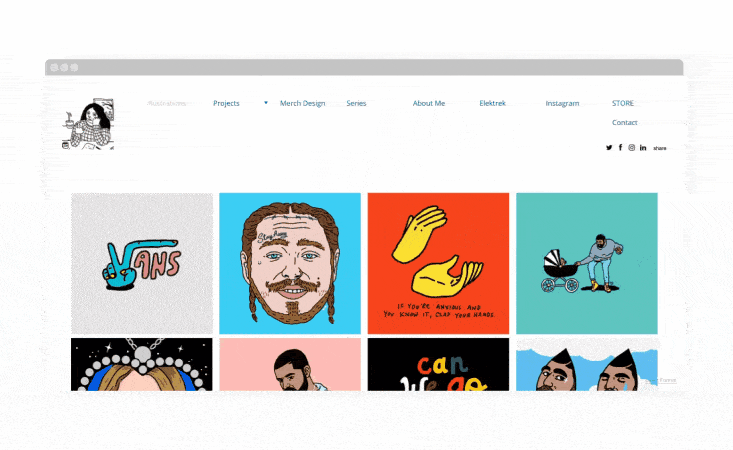 Illustrations
Projects
Merch Design
Series
About Me
Elektrek
Instagram
STORE
Contact
share
VANS
Stay Away
IF YOU'RE ANXIOUS AND
YOU KNOW IT, CLAP YOUR HANDS
can
we go